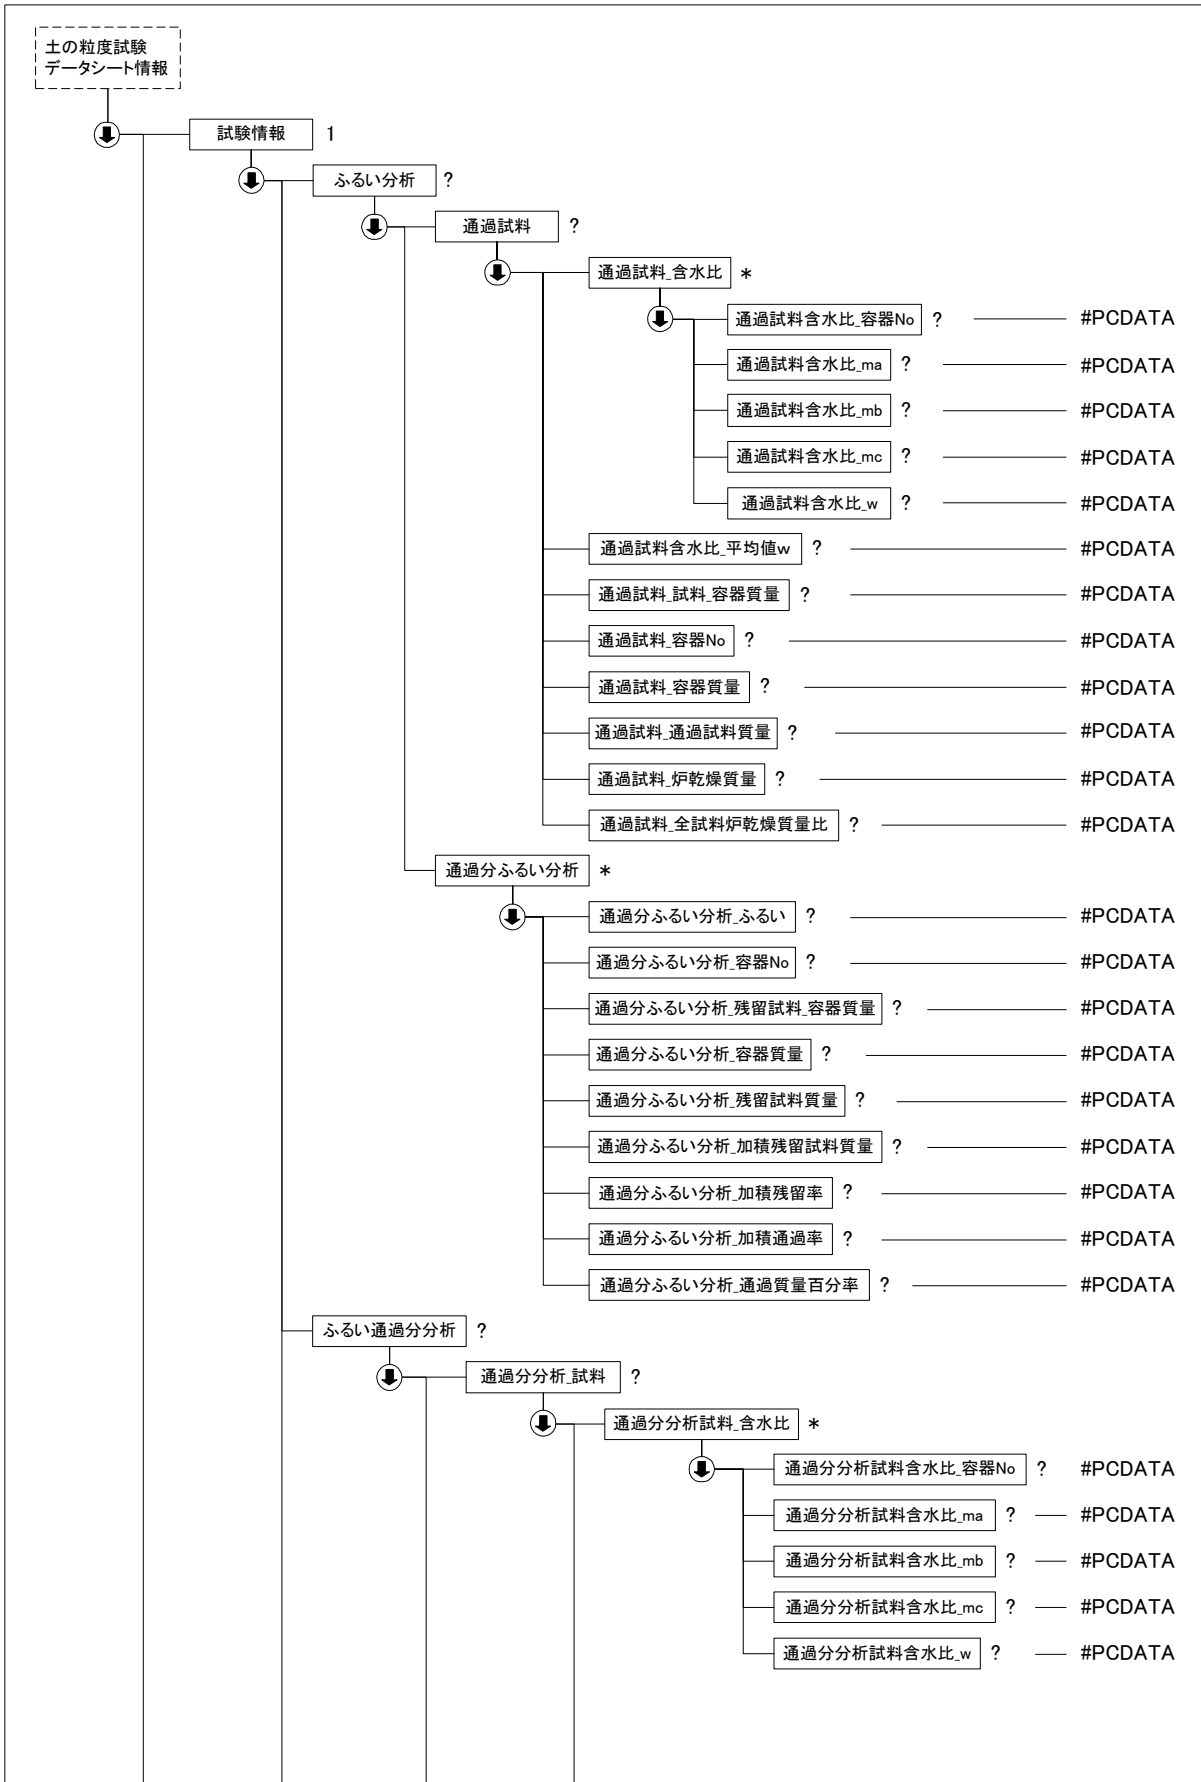 土の粒度試験
データシート情報
試験情報 1
ふるい分析 ?
通過試料 ?
通過試料_含水比 *
通過試料含水比_容器No ? #PCDATA
通過試料含水比_ma ? #PCDATA
通過試料含水比_mb ? #PCDATA
通過試料含水比_mc ? #PCDATA
通過試料含水比_w ? #PCDATA
通過試料含水比_平均値w ? #PCDATA
通過試料_試料_容器質量 ? #PCDATA
通過試料_容器No ? #PCDATA
通過試料_容器質量 ? #PCDATA
通過試料_通過試料質量 ? #PCDATA
通過試料_炉乾燥質量 ? #PCDATA
通過試料_全試料炉乾燥質量比 ? #PCDATA
通過分ふるい分析 *
通過分ふるい分析_ふるい ? #PCDATA
通過分ふるい分析_容器No ? #PCDATA
通過分ふるい分析_残留試料_容器質量 ? #PCDATA
通過分ふるい分析_容器質量 ? #PCDATA
通過分ふるい分析_残留試料質量 ? #PCDATA
通過分ふるい分析_加積残留試料質量 ? #PCDATA
通過分ふるい分析_加積残留率 ? #PCDATA
通過分ふるい分析_加積通過率 ? #PCDATA
通過分ふるい分析_通過質量百分率 ? #PCDATA
ふるい通過分分析 ?
通過分分析_試料 ?
通過分分析試料_含水比 *
通過分分析試料含水比_容器No ? #PCDATA
通過分分析試料含水比_ma ? #PCDATA
通過分分析試料含水比_mb ? #PCDATA
通過分分析試料含水比_mc ? #PCDATA
通過分分析試料含水比_w ? #PCDATA